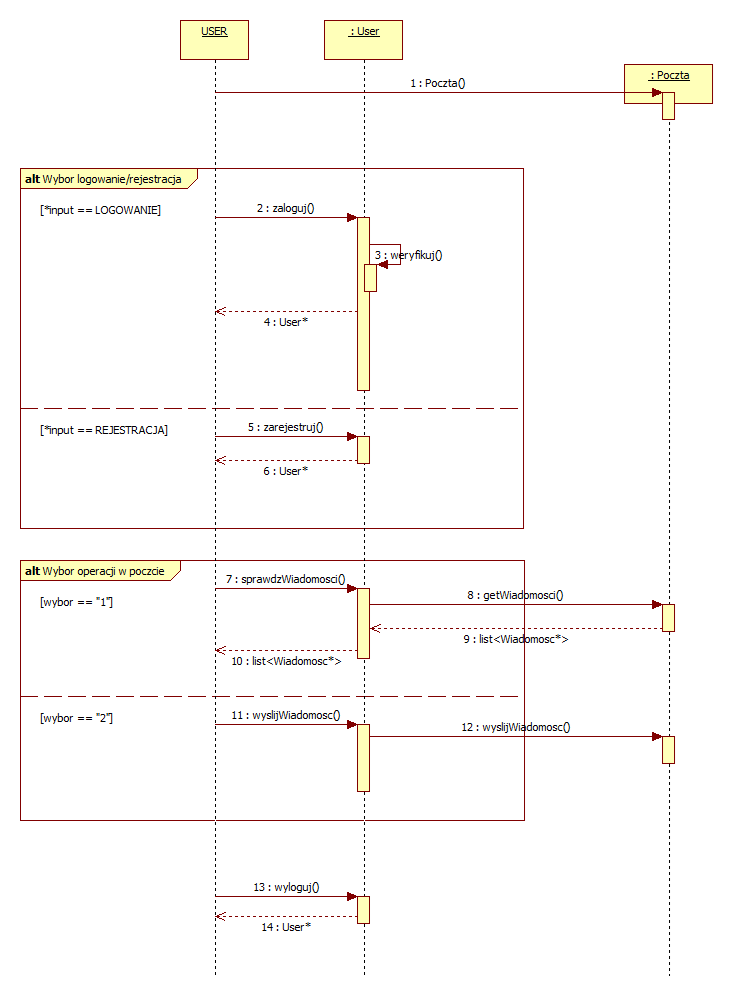 USER
: User
: Poczta
1 : Poczta()
alt Wybor logowanie/rejestracja
[*input == LOGOWANIE]
2 : zaloguj()
3 : weryfikuj()
4 : User*
[*input == REJESTRACJA]
5 : zarejestruj()
6 : User*
alt Wybor operacji w poczcie
7 : sprawdzWiadomosci()
[wybor == "1"]
8 : getWiadomosci()
9 : list<Wiadomosc*>
10 : list<Wiadomosc*>
[wybor == "2"]
11 : wyslijWiadomosc()
12 : wyslijWiadomosc()
13 : wyloguj()
14 : User*